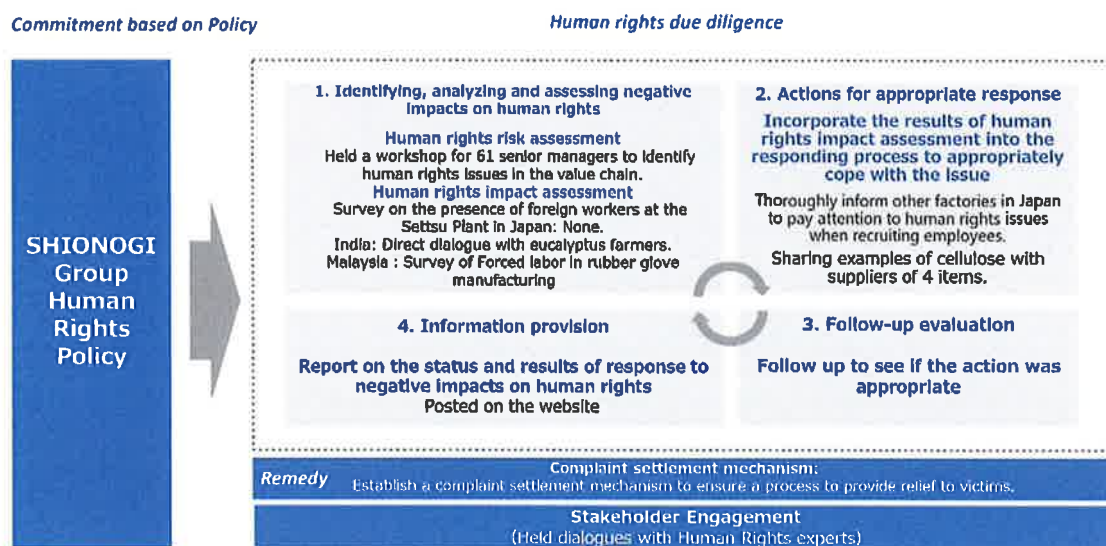 Commitment based on Policy
Human rights due diligence
SHIONOGI
Group
Human
Rights
Policy
1. Identifying, analyzing and assessing negative
impacts on human rights
Human rights risk assessment
Held a workshop for 61 senior managers to identify
human rights issues in the value chain.
Human rights impact assessment
Survey on the presence of foreign workers at the
Settsu Plant in Japan: None.
India: Direct dialogue with eucalyptus farmers.
Malaysia : Survey of Forced labor in rubber glove
manufacturing
2. Actions for appropriate response
Incorporate the results of human
rights impact assessment into the
responding process to appropriately
cope with the issue
Thoroughly inform other factories in Japan
to pay attention to human rights issues
when recruiting employees.
Sharing examples of cellulose with
suppliers of 4 items.
4. Information provision
Report on the status and results of response to
negative impacts on human rights
Posted on the website
3. Follow-up evaluation
Follow up to see if the action was
appropriate
Remedy
Complaint settlement mechanism:
Establish a complaint settlement mechanism to ensure a process to provide relief to victims.
Stakeholder Engagement
(Held dialogues with Human Rights experts)